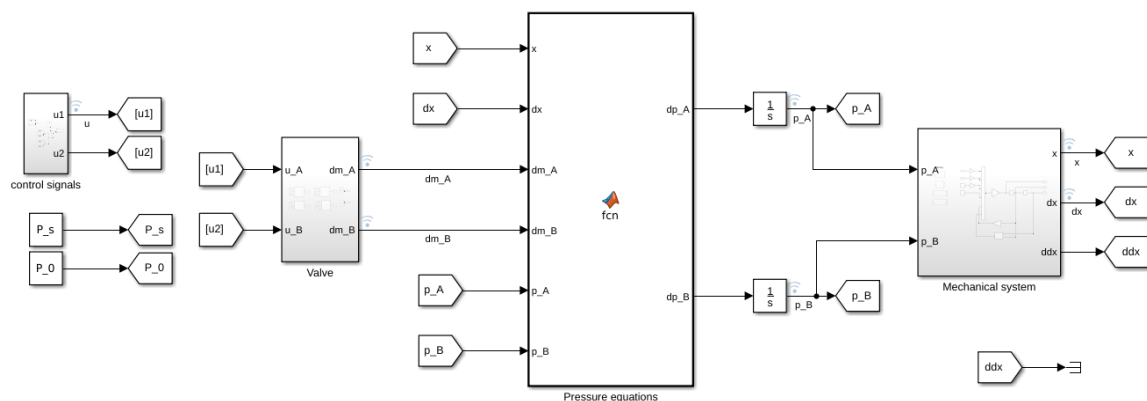 u1
u
[u1]
u2
[u2]
control signals
P_s
P_s
P_0
P_0
[u1]
u_A
dm_A
dm_A
[u2]
u_B
dm_B
dm_B
Valve
x
x
dx
dx
dm_A
dm_B
p_A
p_A
p_B
p_B
fcn
dp_A
dp_B
Pressure equations
1
s
p_A
p_A
1
s
p_B
p_B
p_A
p_B
x
x
x
dx
dx
dx
ddx
ddx
Mechanical system
ddx